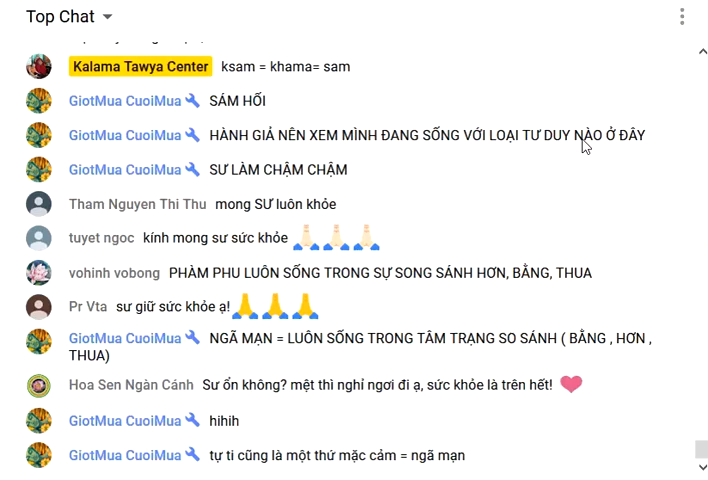 Top Chat
Kalama Tawya Center ksam = khama= sam
GiotMua CuoiMua SÁM HỐI
GiotMua CuoiMua HÀNH GIẢ NÊN XEM MÌNH ĐANG SỐNG VỚI LOẠI TƯ DUY NÀO Ở ĐÂY
GiotMua CuoiMua SƯ LÀM CHẬM CHẬM
Tham Nguyen Thi Thu mong SƯ luôn khỏe
tuyet ngoc kính mong sư sức khỏe 🙏🏻🙏🏻🙏🏻
vohinh vobong PHÀM PHU LUÔN SỐNG TRONG SỰ SONG SÁNH HƠN, BẰNG, THUA
Pr Vta sư giữ sức khỏe ạ!🙏🙏🙏
GiotMua CuoiMua NGÃ MẠN = LUÔN SỐNG TRONG TÂM TRẠNG SO SÁNH ( BẰNG , HƠN ,
THUA)
Hoa Sen Ngàn Cánh Sư ổn không? mệt thì nghỉ ngơi đi ạ, sức khỏe là trên hết! ❤
GiotMua CuoiMua hihih
GiotMua CuoiMua tự ti cũng là một thứ mặc cảm = ngã mạn